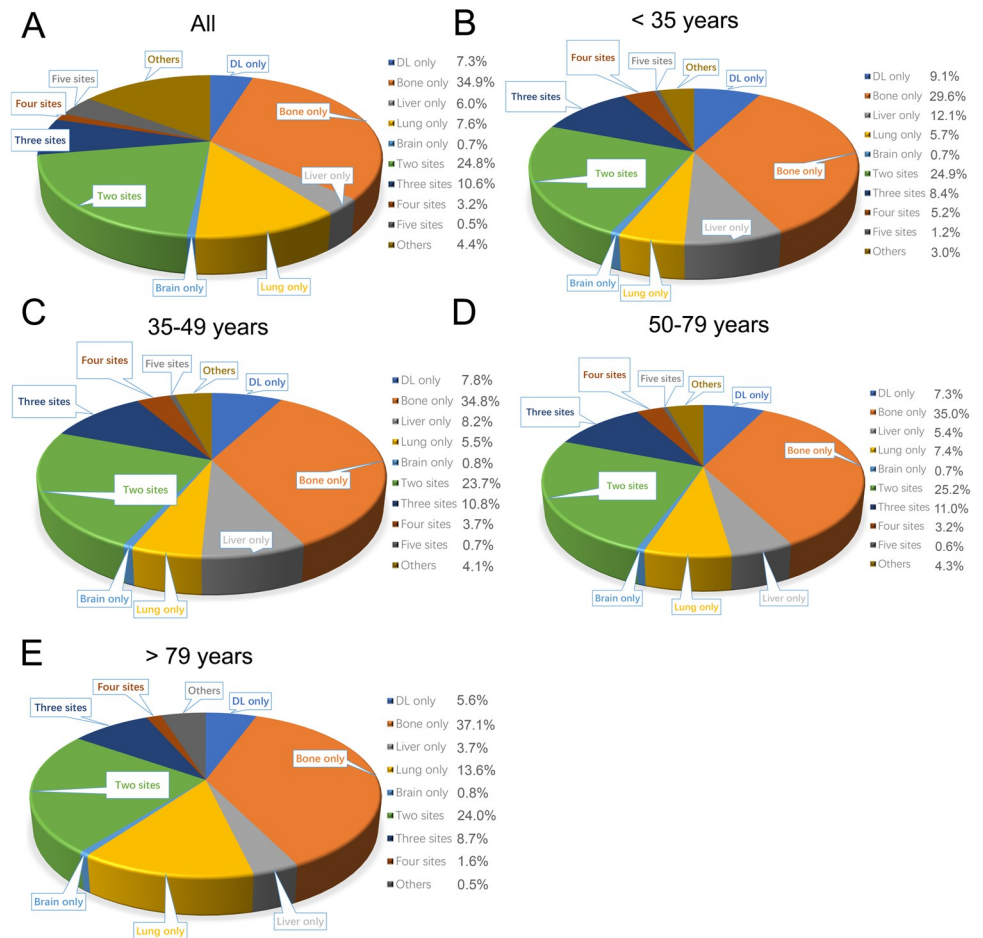 A
All
Others
DL only
Five sites
Four sites
Bone only
Three sites
Liver only
Two sites
Brain only
Lung only
DL only 7.3%
Bone only 34.9%
Liver only 6.0%
Lung only 7.6%
Brain only 0.7%
Two sites 24.8%
Three sites 10.6%
Four sites 3.2%
Five sites 0.5%
Others 4.4%
B
< 35 years
Four sites
Five sites
Others
DL only
Three sites
Two sites
Bone only
Liver only
Brain only
Lung only
DL only 9.1%
Bone only 29.6%
Liver only 12.1%
Lung only 5.7%
Brain only 0.7%
Two sites 24.9%
Three sites 8.4%
Four sites 5.2%
Five sites 1.2%
Others 3.0%
C
35-49 years
Four sites
Five sites
Others
DL only
Three sites
Two sites
Bone only
Liver only
Brain only
Lung only
DL only 7.8%
Bone only 34.8%
Liver only 8.2%
Lung only 5.5%
Brain only 0.8%
Two sites 23.7%
Three sites 10.8%
Four sites 3.7%
Five sites 0.7%
Others 4.1%
D
50-79 years
Four sites
Five sites
Others
DL only
Three sites
Bone only
Two sites
Brain only
Lung only
Liver only
DL only 7.3%
Bone only 35.0%
Liver only 5.4%
Lung only 7.4%
Brain only 0.7%
Two sites 25.2%
Three sites 11.0%
Four sites 3.2%
Five sites 0.6%
Others 4.3%
E
> 79 years
Four sites
Others
DL only
Three sites
Bone only
Two sites
Brain only
Lung only
Liver only
DL only 5.6%
Bone only 37.1%
Liver only 3.7%
Lung only 13.6%
Brain only 0.8%
Two sites 24.0%
Three sites 8.7%
Four sites 1.6%
Others 0.5%